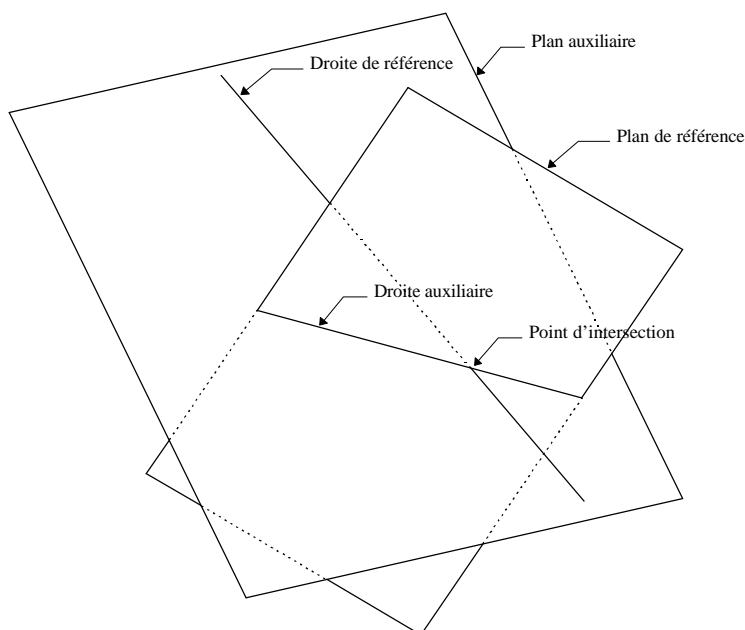 Plan auxiliaire
Droite de référence
Plan de référence
Droite auxiliaire
Point d’intersection